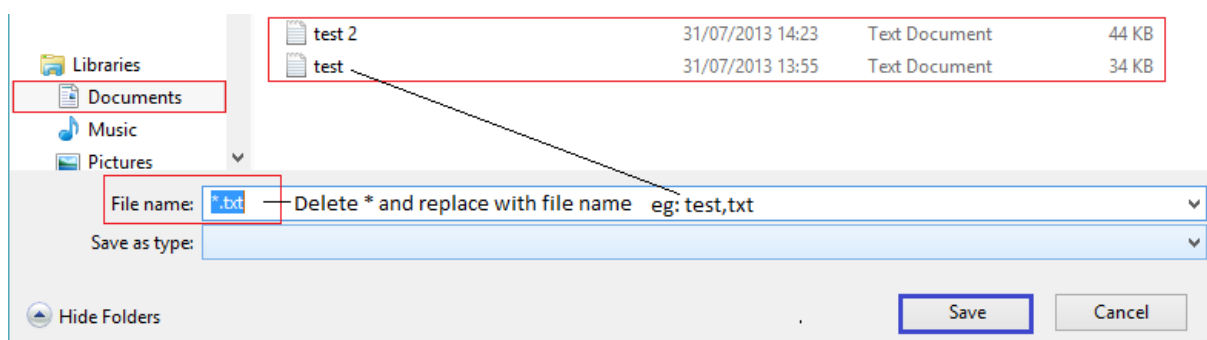 test 2 31/07/2013 14:23 Text Document 44 KB
Libraries test 31/07/2013 13:55 Text Document 34 KB
Documents
Music
Pictures
File name: *.txt Delete * and replace with file name eg: test,txt
Save as type:
Hide Folders . Save Cancel